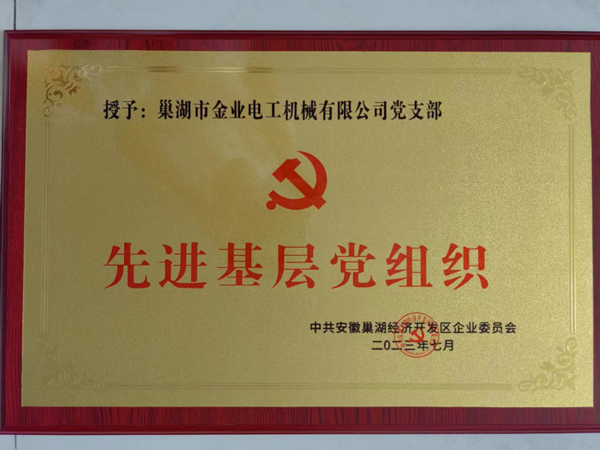 授予：巢湖市金业电工机械有限公司党支部
先进基层党组织
中共安徽巢湖经济开发区企业委员会
二〇二三年七月